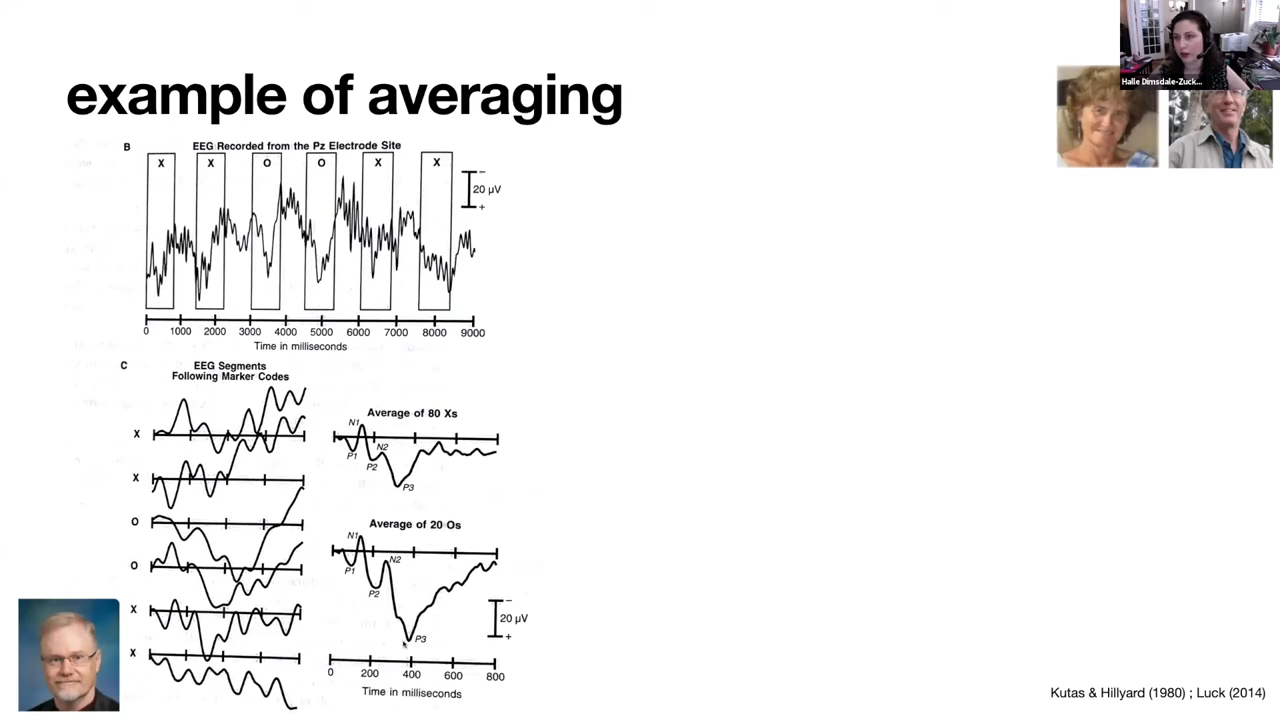 Halle Dimsdale-Zuck...
example of averaging
B
EEG Recorded from the Pz Electrode Site
X X O O X X
−
20 µV
+
0 1000 2000 3000 4000 5000 6000 7000 8000 9000
Time in milliseconds
C
EEG Segments
Following Marker Codes
X
X
O
O
X
X
Average of 80 Xs
N1
N2
P1
P2
P3
Average of 20 Os
N1
N2
P1
P2
P3
−
20 µV
+
0 200 400 600 800
Time in milliseconds
Kutas & Hillyard (1980) ; Luck (2014)